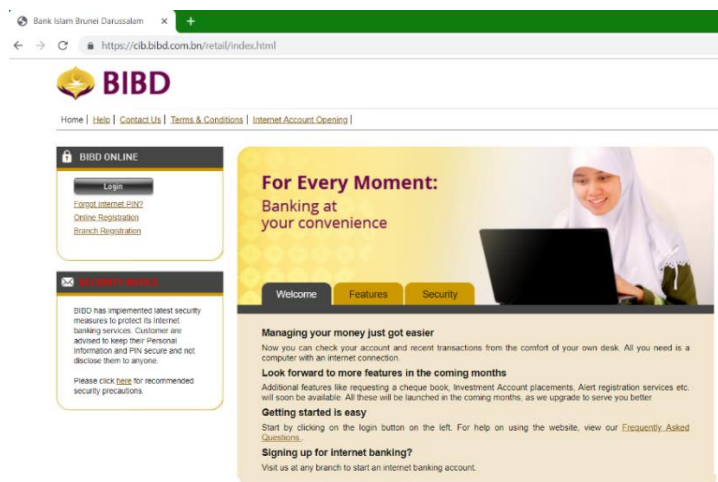 Bank Islam Brunei Darussalam
https://cib.bibd.com.bn/retail/index.html
BIBD
Home | Help | Contact Us | Terms & Conditions | Internet Account Opening |
BIBD ONLINE
Login
Forgot Internet PIN?
Online Registration
Branch Registration
SECURITY NOTICE
BIBD has implemented latest security
measures to protect its Internet
banking services. Customer are
advised to keep their Personal
Information and PIN secure and not
disclose them to anyone.
Please click here for recommended
security precautions.
For Every Moment:
Banking at
your convenience
Welcome
Features
Security
Managing your money just got easier
Now you can check your account and recent transactions from the comfort of your own desk. All you need is a
computer with an internet connection.
Look forward to more features in the coming months
Additional features like requesting a cheque book, Investment Account placements, Alert registration services etc.
will soon be available. All these will be launched in the coming months, as we upgrade to serve you better
Getting started is easy
Start by clicking on the login button on the left. For help on using the website, view our Frequently Asked
Questions .
Signing up for internet banking?
Visit us at any branch to start an internet banking account.